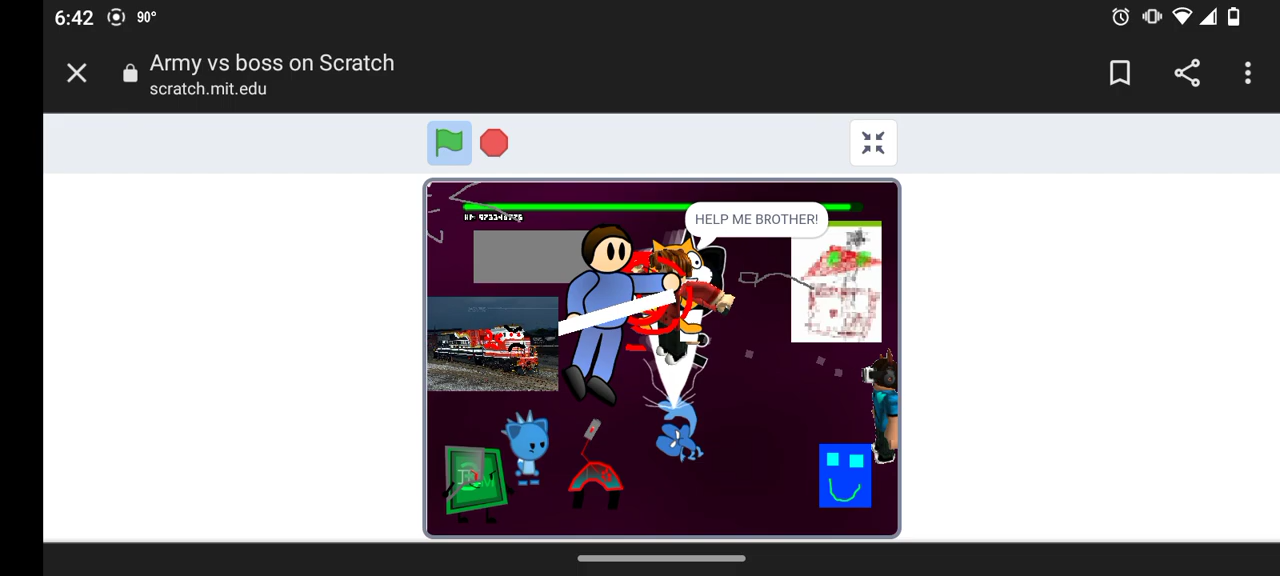 6:42
90°
Army vs boss on Scratch
scratch.mit.edu
HELP ME BROTHER!